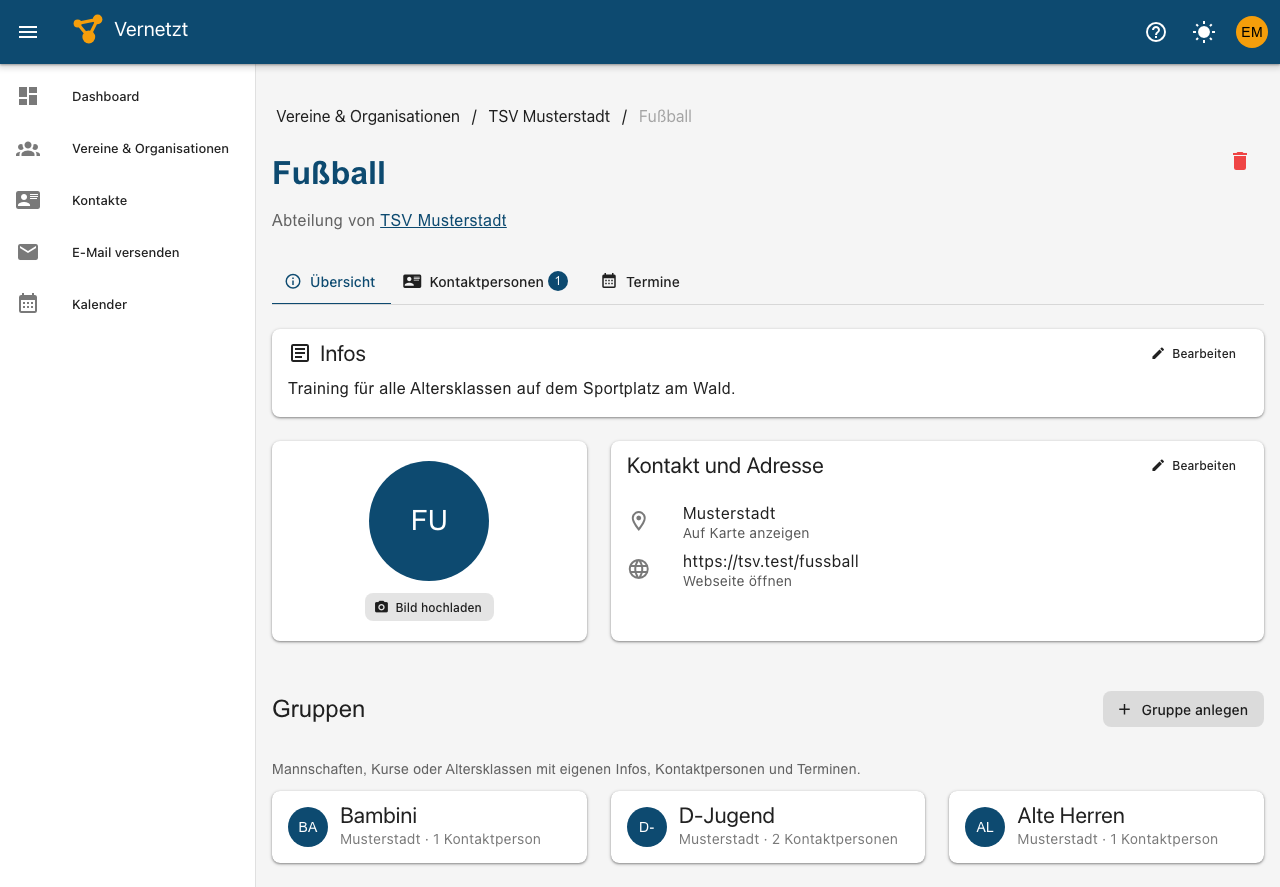 Vernetzt
EM
Dashboard
Vereine & Organisationen
Kontakte
E-Mail versenden
Kalender
Vereine & Organisationen / TSV Musterstadt / Fußball
Fußball
Abteilung von TSV Musterstadt
Übersicht
Kontaktpersonen 1
Termine
Infos
Bearbeiten
Training für alle Altersklassen auf dem Sportplatz am Wald.
FU
Bild hochladen
Kontakt und Adresse
Bearbeiten
Musterstadt
Auf Karte anzeigen
https://tsv.test/fussball
Webseite öffnen
Gruppen
Gruppe anlegen
Mannschaften, Kurse oder Altersklassen mit eigenen Infos, Kontaktpersonen und Terminen.
BA
Bambini
Musterstadt · 1 Kontaktperson
D-
D-Jugend
Musterstadt · 2 Kontaktpersonen
AL
Alte Herren
Musterstadt · 1 Kontaktperson